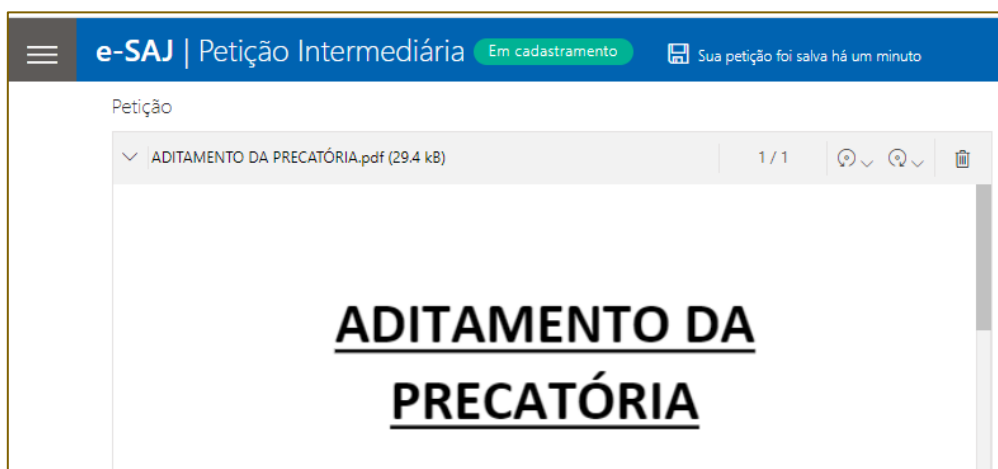 e-SAJ | Petição Intermediária Em cadastramento Sua petição foi salva há um minuto
Petição
ADITAMENTO DA PRECATÓRIA.pdf (29.4 kB) 1 / 1
ADITAMENTO DA
PRECATÓRIA